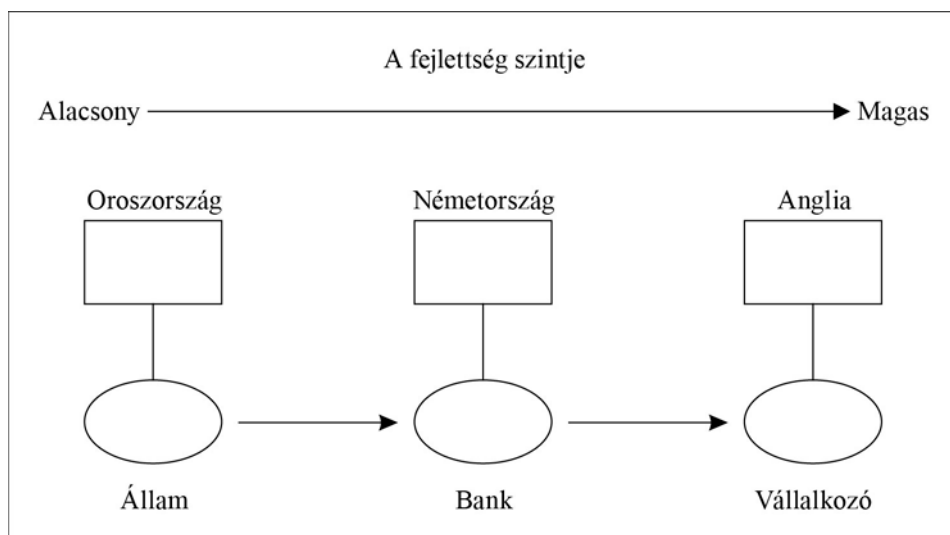 A fejlettség szintje
Alacsony Magas
Oroszország Németország Anglia
Állam Bank Vállalkozó